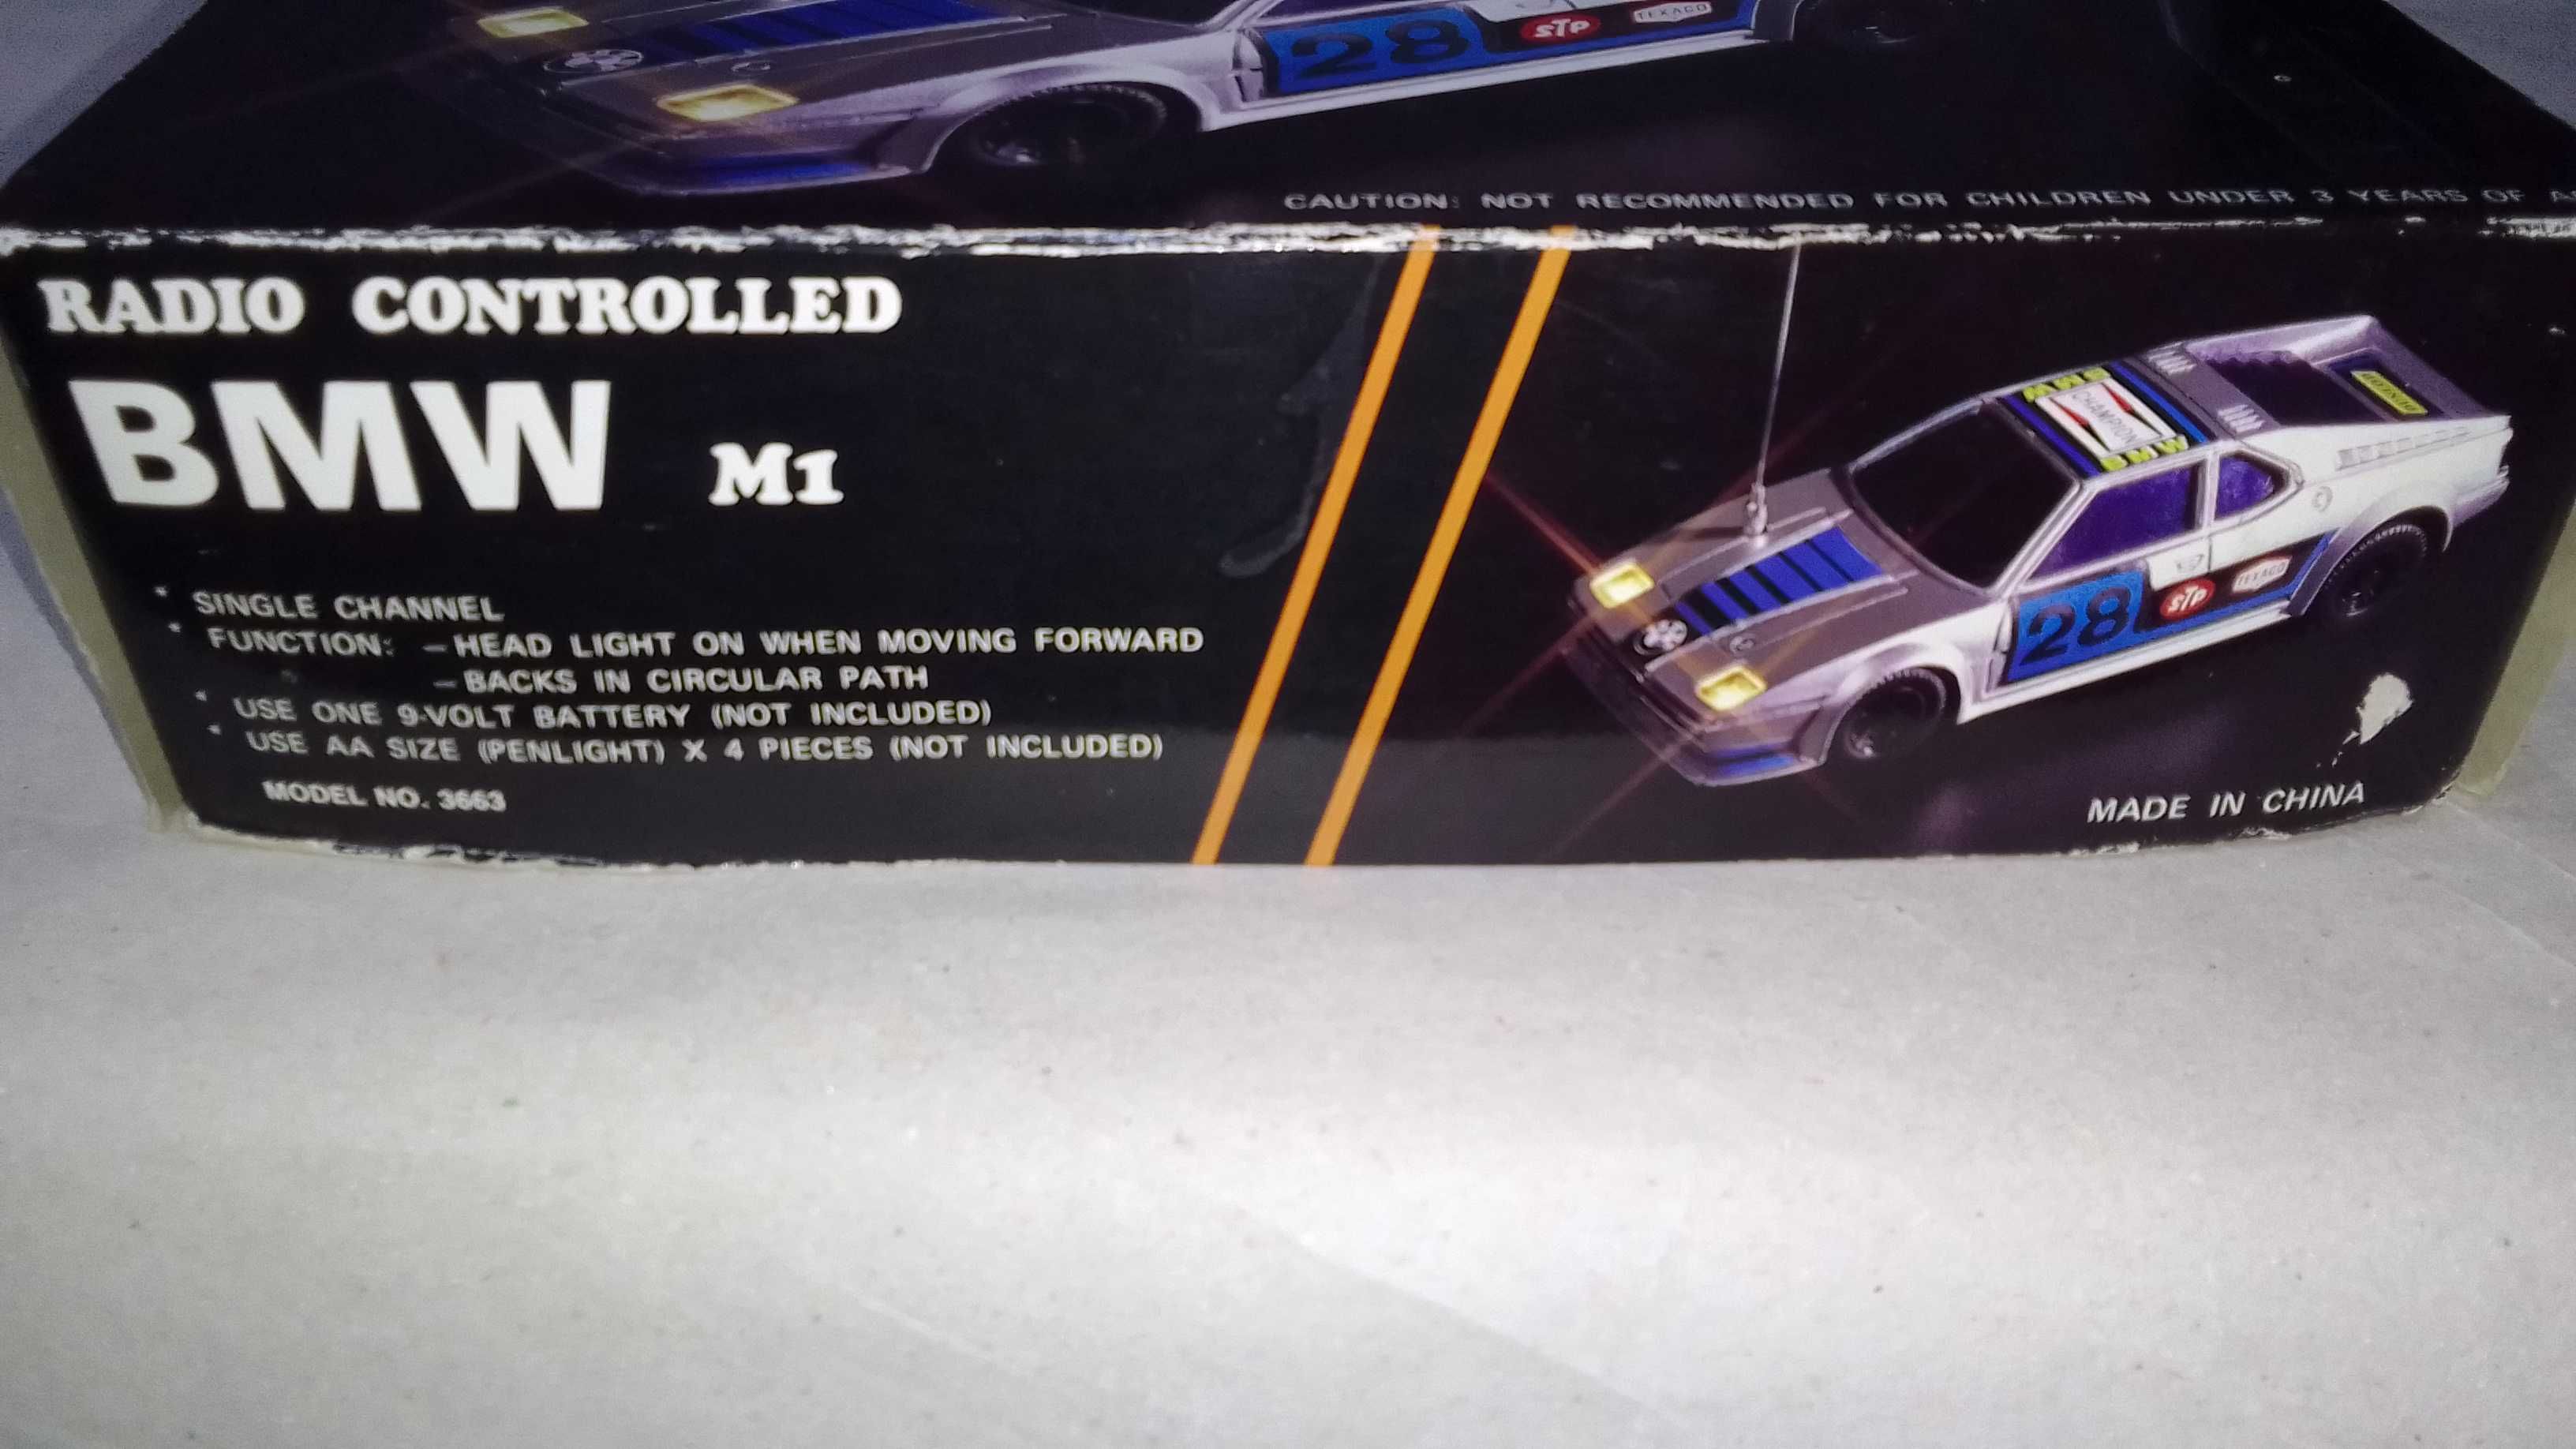 28 STP TEXACO
CAUTION: NOT RECOMMENDED FOR CHILDREN UNDER 3 YEARS OF
RADIO CONTROLLED
BMW M1
* SINGLE CHANNEL
* FUNCTION: – HEAD LIGHT ON WHEN MOVING FORWARD
– BACKS IN CIRCULAR PATH
* USE ONE 9-VOLT BATTERY (NOT INCLUDED)
* USE AA SIZE (PENLIGHT) X 4 PIECES (NOT INCLUDED)
MODEL NO. 3663
BMW
CHAMPION
BMW
28 STP TEXACO
MADE IN CHINA